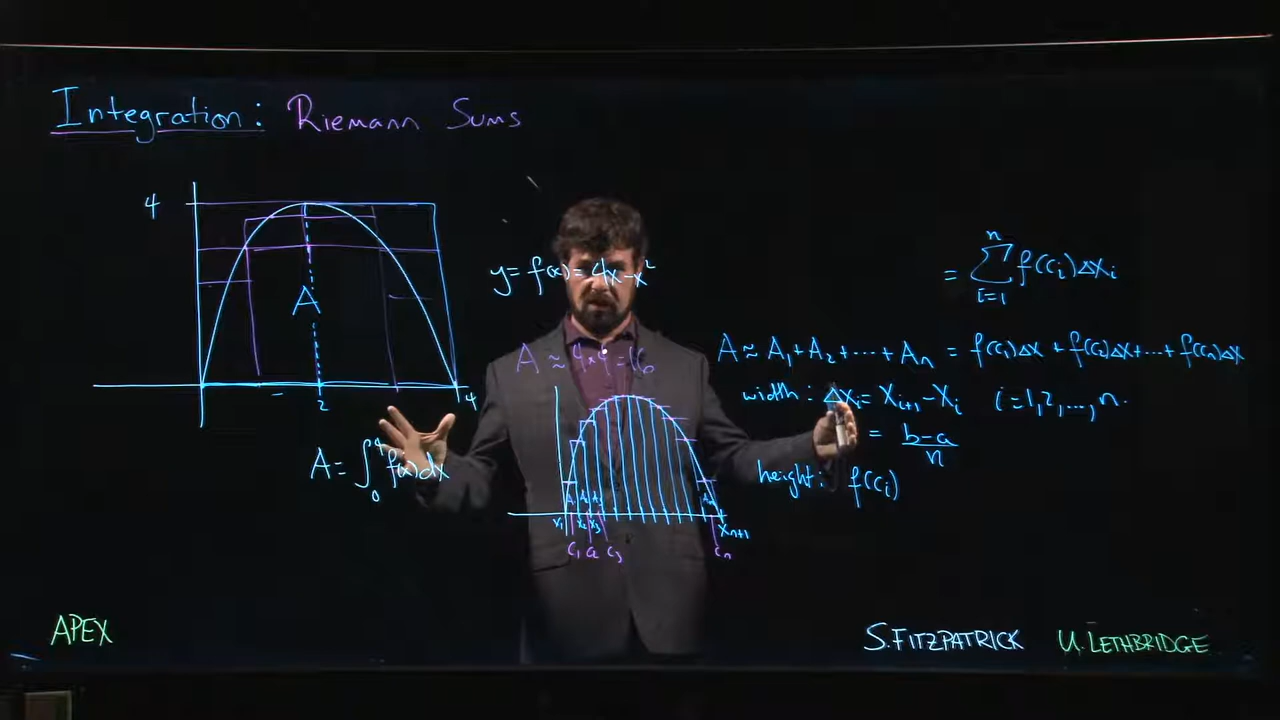 Integration: Riemann Sums
4
y = f(x) = 4x - x²
A
2
4
A = ∫₀⁴ f(x)dx
A ≈ 4×4 = 16
= Σᵢ₌₁ⁿ f(cᵢ)Δxᵢ
A ≈ A₁ + A₂ + ⋯ + Aₙ = f(c₁)Δx + f(c₂)Δx + ⋯ + f(cₙ)Δx
width: Δxᵢ = xᵢ₊₁ - xᵢ i = 1, 2, ..., n.
= b-a/n
height: f(cᵢ)
x₁ x₂ x₃ xₙ₊₁
c₁ c₂ c₃ cₙ
APEX
S. FITZPATRICK U. LETHBRIDGE